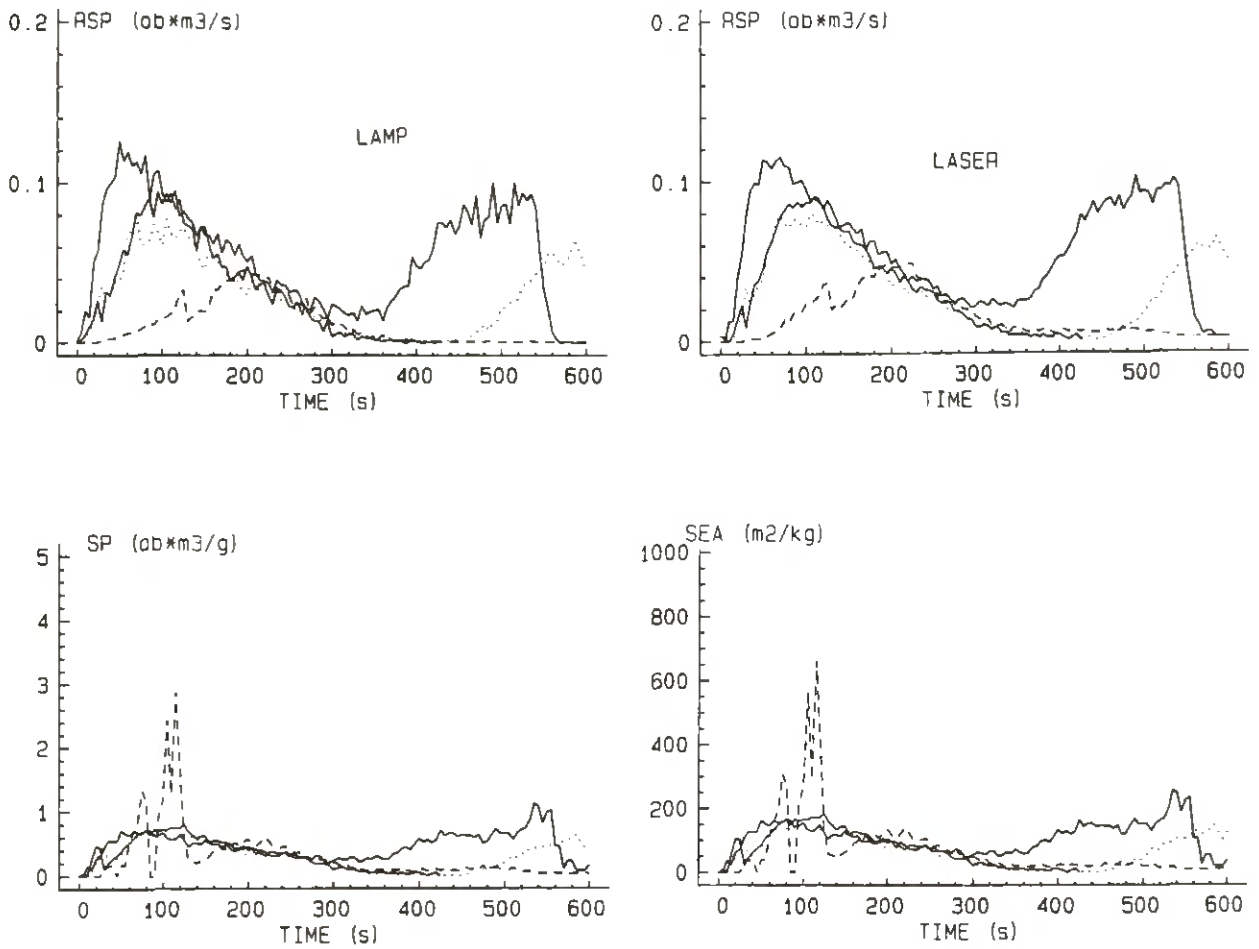 RSP (ob*m3/s)
0.2
0.1
0
LAMP
0 100 200 300 400 500 600
TIME (s)
RSP (ob*m3/s)
0.2
0.1
0
LASER
0 100 200 300 400 500 600
TIME (s)
SP (ob*m3/g)
5
4
3
2
1
0
0 100 200 300 400 500 600
TIME (s)
SEA (m2/kg)
1000
800
600
400
200
0
0 100 200 300 400 500 600
TIME (s)